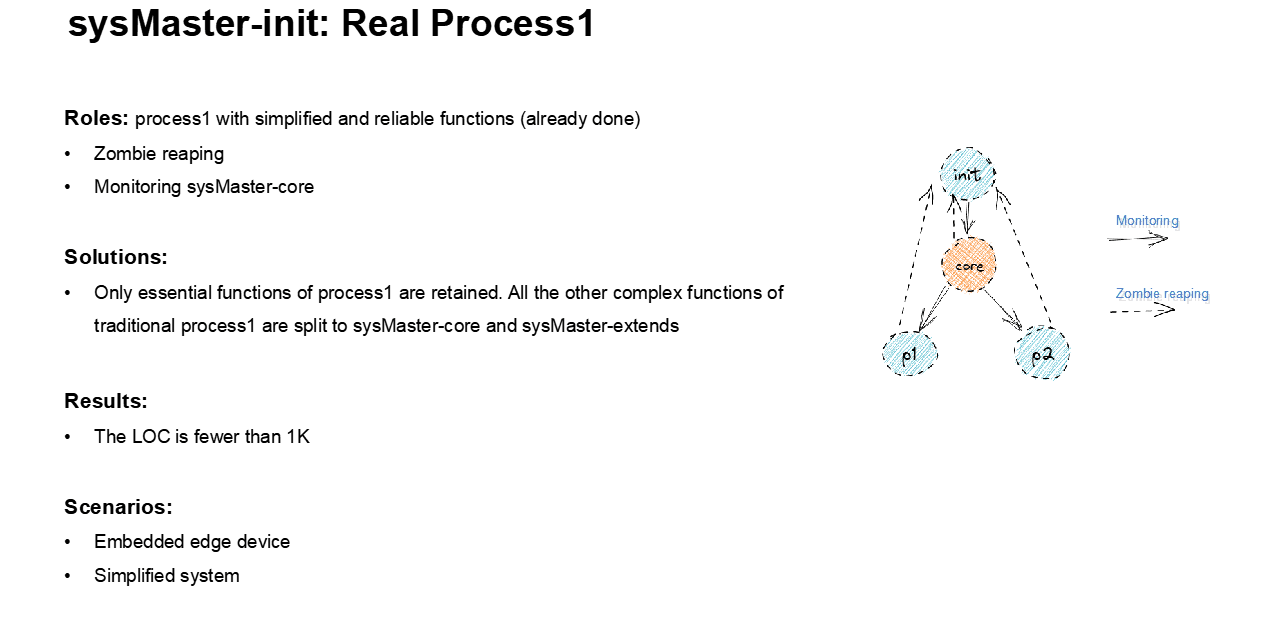 sysMaster-init: Real Process1
Roles: process1 with simplified and reliable functions (already done)
• Zombie reaping
• Monitoring sysMaster-core
Solutions:
• Only essential functions of process1 are retained. All the other complex functions of
traditional process1 are split to sysMaster-core and sysMaster-extends
Results:
• The LOC is fewer than 1K
Scenarios:
• Embedded edge device
• Simplified system
init
core
p1
p2
Monitoring
Zombie reaping